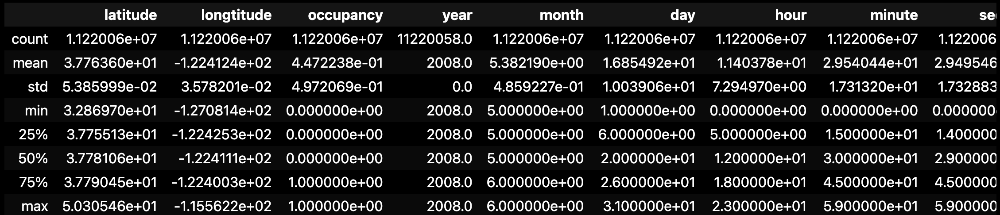 latitude longtitude occupancy year month day hour minute se
count 1.122006e+07 1.122006e+07 1.122006e+07 11220058.0 1.122006e+07 1.122006e+07 1.122006e+07 1.122006e+07 1.122006
mean 3.776360e+01 -1.224124e+02 4.472238e-01 2008.0 5.382190e+00 1.685492e+01 1.140378e+01 2.954044e+01 2.949546
std 5.385999e-02 3.578201e-02 4.972069e-01 0.0 4.859227e-01 1.003906e+01 7.294970e+00 1.731320e+01 1.732883
min 3.286970e+01 -1.270814e+02 0.000000e+00 2008.0 5.000000e+00 1.000000e+00 0.000000e+00 0.000000e+00 0.000000
25% 3.775513e+01 -1.224253e+02 0.000000e+00 2008.0 5.000000e+00 6.000000e+00 5.000000e+00 1.500000e+01 1.400000
50% 3.778106e+01 -1.224111e+02 0.000000e+00 2008.0 5.000000e+00 2.000000e+01 1.200000e+01 3.000000e+01 2.900000
75% 3.779045e+01 -1.224003e+02 1.000000e+00 2008.0 6.000000e+00 2.600000e+01 1.800000e+01 4.500000e+01 4.500000
max 5.030546e+01 -1.155622e+02 1.000000e+00 2008.0 6.000000e+00 3.100000e+01 2.300000e+01 5.900000e+01 5.900000